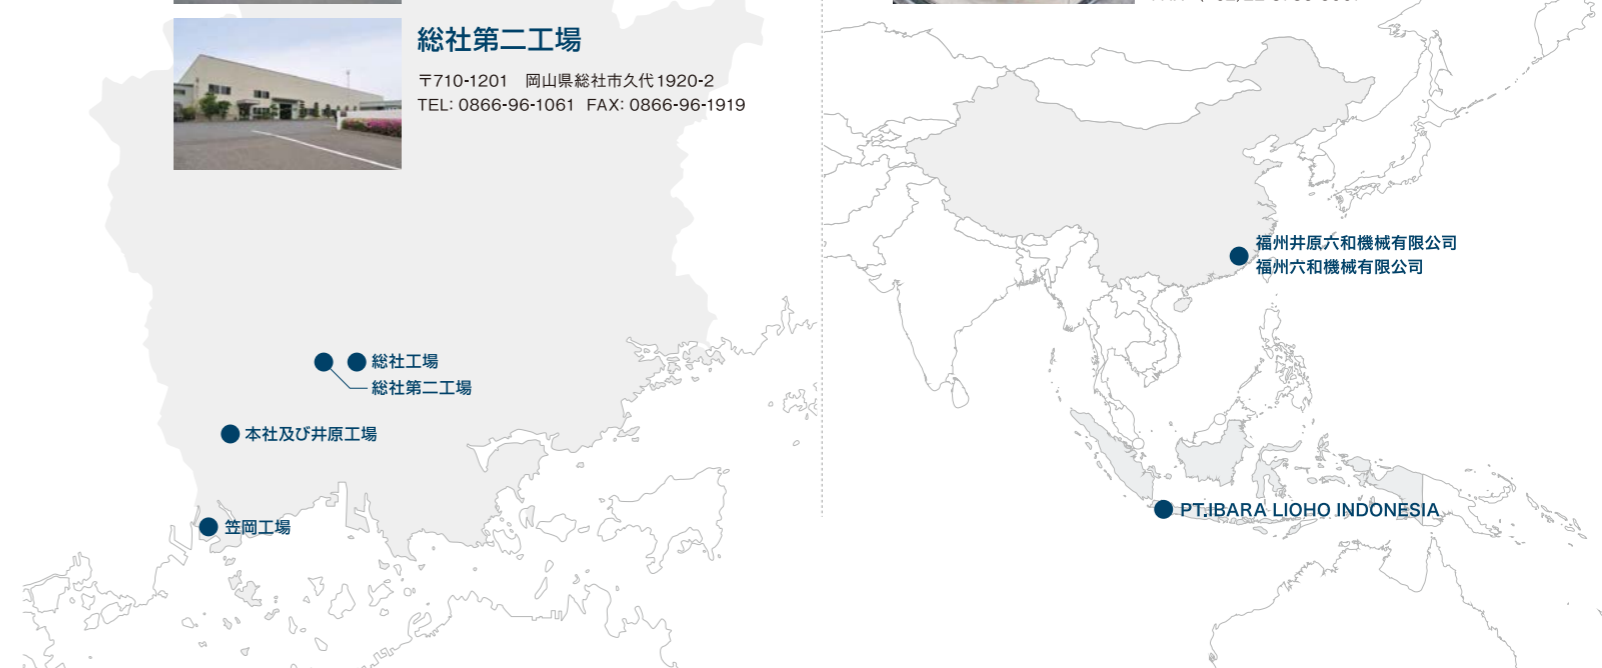 総社第二工場
〒710-1201 岡山県総社市久代1920-2
TEL: 0866-96-1061 FAX: 0866-96-1919
総社工場
総社第二工場
本社及び井原工場
笠岡工場
福州井原六和機械有限公司
福州六和機械有限公司
PT.IBARA LIOHO INDONESIA